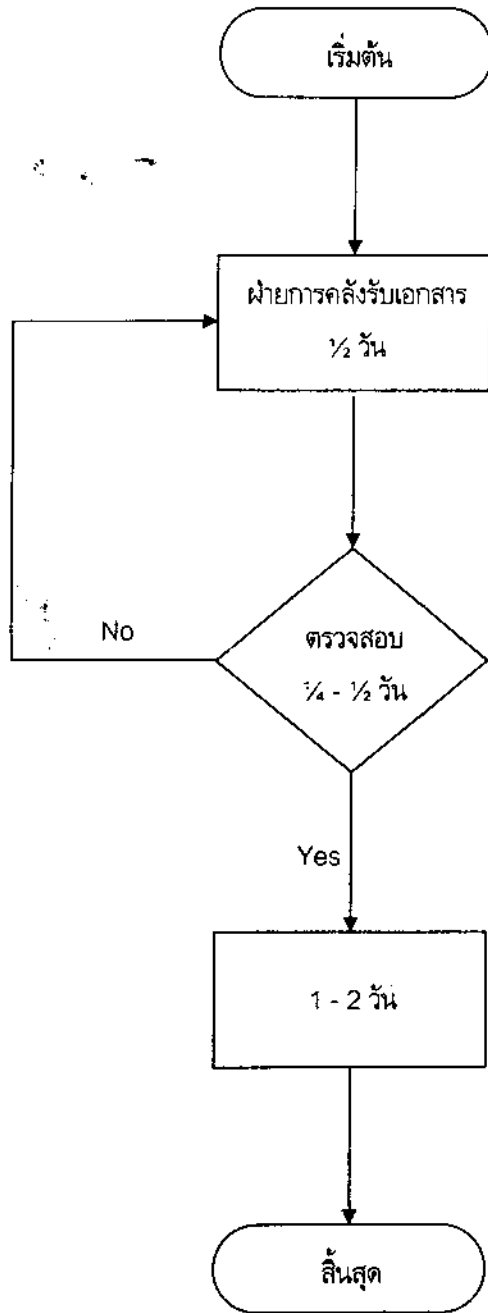 เริ่มต้น
ฝ่ายการคลังรับเอกสาร
½ วัน
No
ตรวจสอบ
¼ - ½ วัน
Yes
1 - 2 วัน
สิ้นสุด